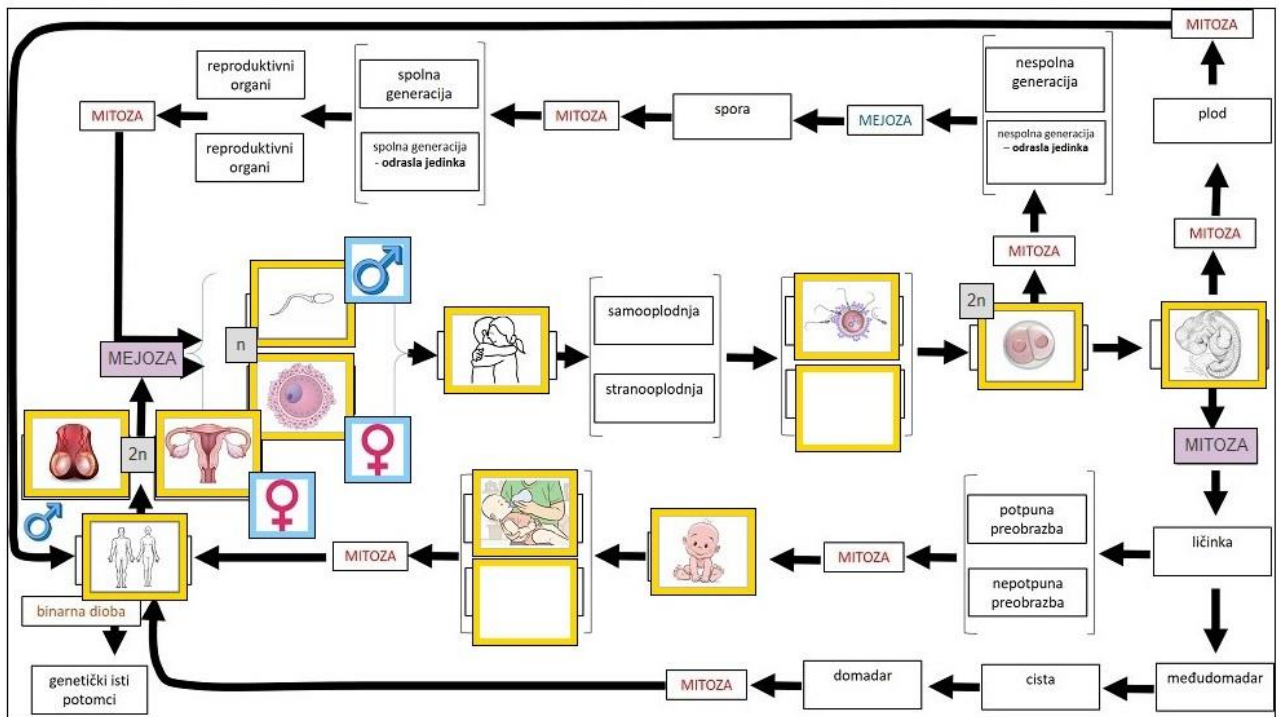 MITOZA
reproduktivni
organi
spolna
generacija
nespolna
generacija
MITOZA
MITOZA
spora
MEJOZA
plod
reproduktivni
organi
spolna generacija
- odrasla jedinka
nespolna generacija
– odrasla jedinka
MITOZA
MITOZA
2n
samooplodnja
n
MEJOZA
stranooplodnja
2n
MITOZA
potpuna
preobrazba
ličinka
MITOZA
MITOZA
nepotpuna
preobrazba
binarna dioba
genetički isti
potomci
MITOZA
domadar
cista
međudomadar